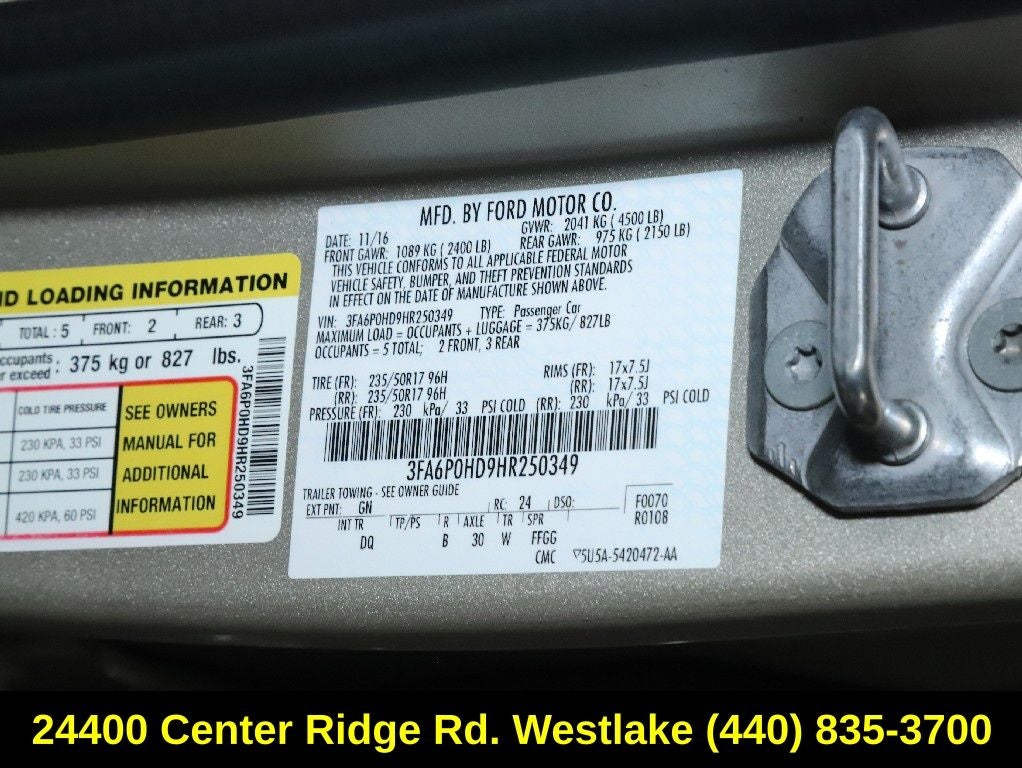 ND LOADING INFORMATION
TOTAL : 5 FRONT: 2 REAR: 3
ccupants
r exceed : 375 kg or 827 lbs.
COLD TIRE PRESSURE
230 KPA, 33 PSI
230 KPA, 33 PSI
420 KPA, 60 PSI
SEE OWNERS
MANUAL FOR
ADDITIONAL
INFORMATION
3FA6P0HD9HR250349
MFD. BY FORD MOTOR CO.
DATE: 11/16 GVWR: 2041 KG ( 4500 LB)
FRONT GAWR: 1089 KG ( 2400 LB) REAR GAWR: 975 KG ( 2150 LB)
THIS VEHICLE CONFORMS TO ALL APPLICABLE FEDERAL MOTOR
VEHICLE SAFETY, BUMPER, AND THEFT PREVENTION STANDARDS
IN EFFECT ON THE DATE OF MANUFACTURE SHOWN ABOVE.
VIN: 3FA6P0HD9HR250349 TYPE: Passenger Car
MAXIMUM LOAD = OCCUPANTS + LUGGAGE = 375KG/ 827LB
OCCUPANTS = 5 TOTAL; 2 FRONT, 3 REAR
TIRE (FR): 235/50R17 96H RIMS (FR): 17x7.5J
(RR): 235/50R17 96H (RR): 17x7.5J
PRESSURE (FR): 230 kPa/ 33 PSI COLD (RR): 230 kPa/ 33 PSI COLD
3FA6P0HD9HR250349
TRAILER TOWING - SEE OWNER GUIDE
EXT PNT: GN RC: 24 DSO: F0070
R0108
INT TR TP/PS R AXLE TR SPR
DQ B 30 W FFGG
CMC ▽5U5A-5420472-AA
24400 Center Ridge Rd. Westlake (440) 835-3700